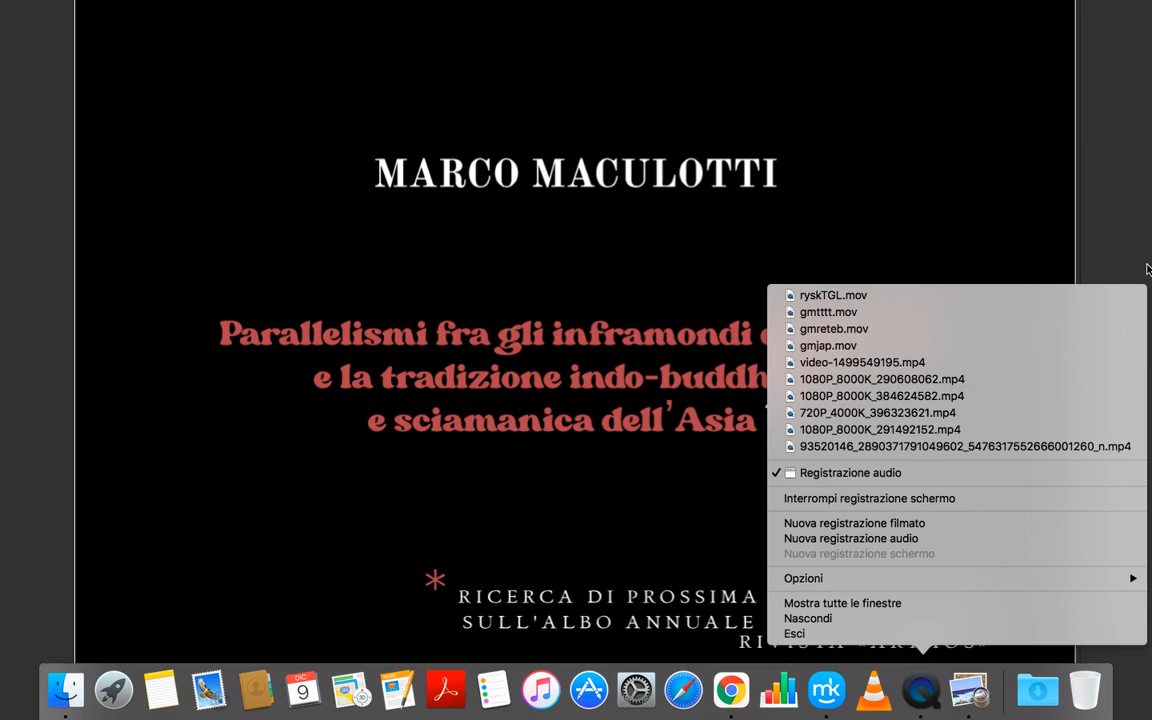 MARCO MACULOTTI
Parallelismi fra gli inframondi
e la tradizione indo-buddh
e sciamanica dell'Asia
* RICERCA DI PROSSIMA
SULL'ALBO ANNUALE
ryskTGL.mov
gmtttt.mov
gmreteb.mov
gmjap.mov
video-1499549195.mp4
1080P_8000K_290608062.mp4
1080P_8000K_384624582.mp4
720P_4000K_396323621.mp4
1080P_8000K_291492152.mp4
93520146_2890371791049602_5476317552666001260_n.mp4
✓ Registrazione audio
Interrompi registrazione schermo
Nuova registrazione filmato
Nuova registrazione audio
Nuova registrazione schermo
Opzioni
Mostra tutte le finestre
Nascondi
Esci
DIC
9
mk